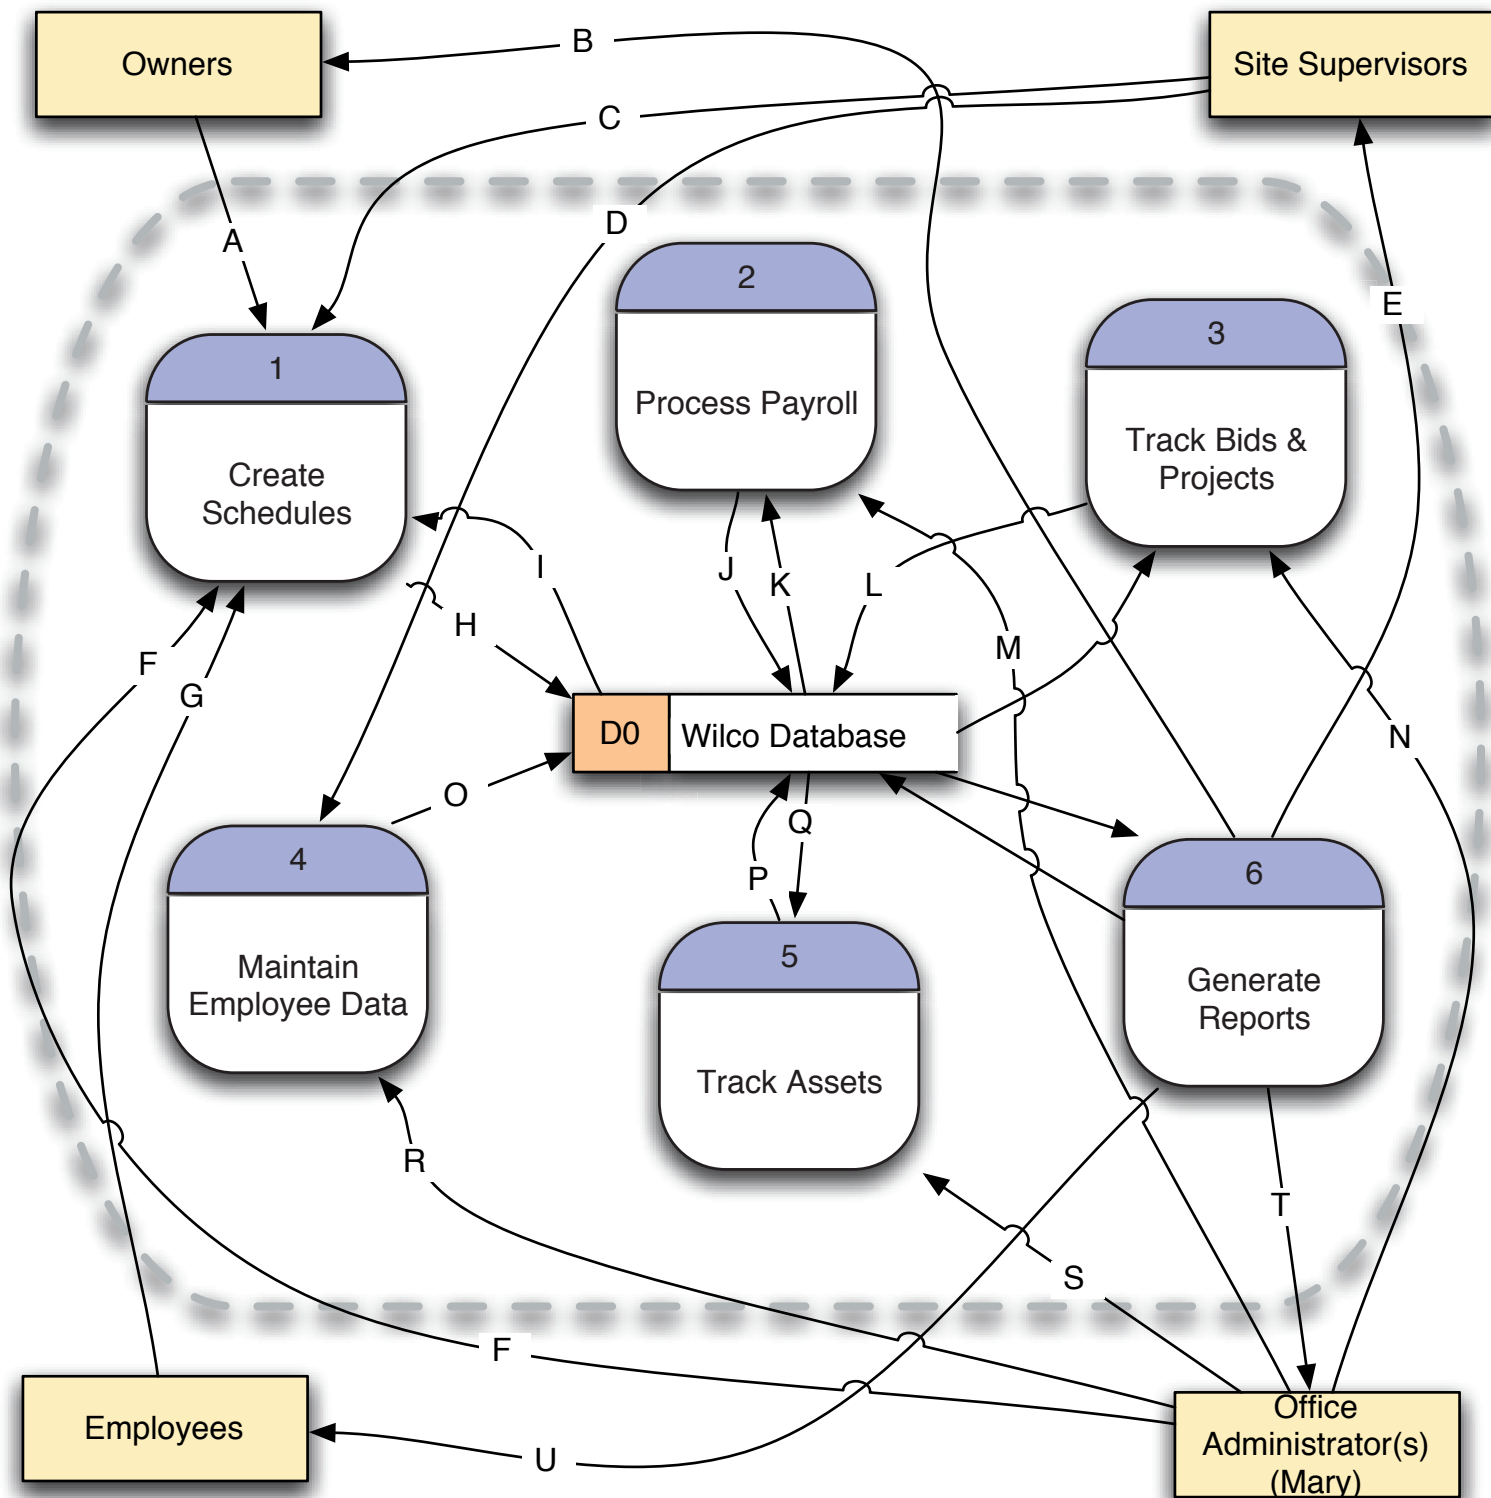 B
Owners
Site Supervisors
C
D
A
2
E
3
1
Process Payroll
Track Bids &
Projects
Create
Schedules
I
J
K
L
H
M
F
G
D0
Wilco Database
N
O
Q
4
P
6
5
Maintain
Employee Data
Generate
Reports
Track Assets
R
T
S
F
Employees
Office
Administrator(s)
(Mary)
U